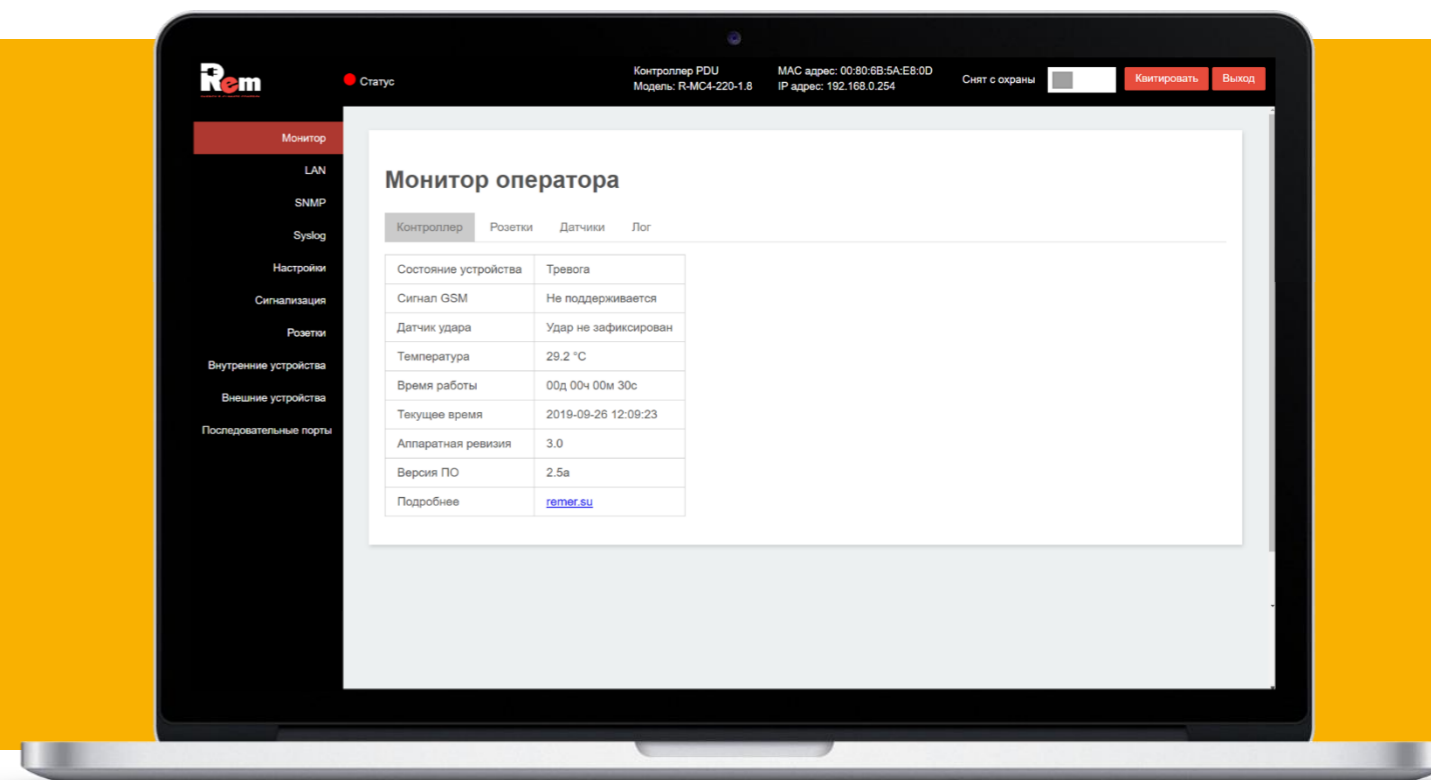 Rem
Статус
Контроллер PDU
Модель: R-MC4-220-1.8
MAC адрес: 00:80:6B:5A:E8:0D
IP адрес: 192.168.0.254
Снят с охраны
Квитировать
Выход
Монитор
LAN
SNMP
Syslog
Настройки
Сигнализация
Розетки
Внутренние устройства
Внешние устройства
Последовательные порты
Монитор оператора
Контроллер Розетки Датчики Лог
Состояние устройства Тревога
Сигнал GSM Не поддерживается
Датчик удара Удар не зафиксирован
Температура 29.2 °C
Время работы 00д 00ч 00м 30с
Текущее время 2019-09-26 12:09:23
Аппаратная ревизия 3.0
Версия ПО 2.5a
Подробнее remer.su